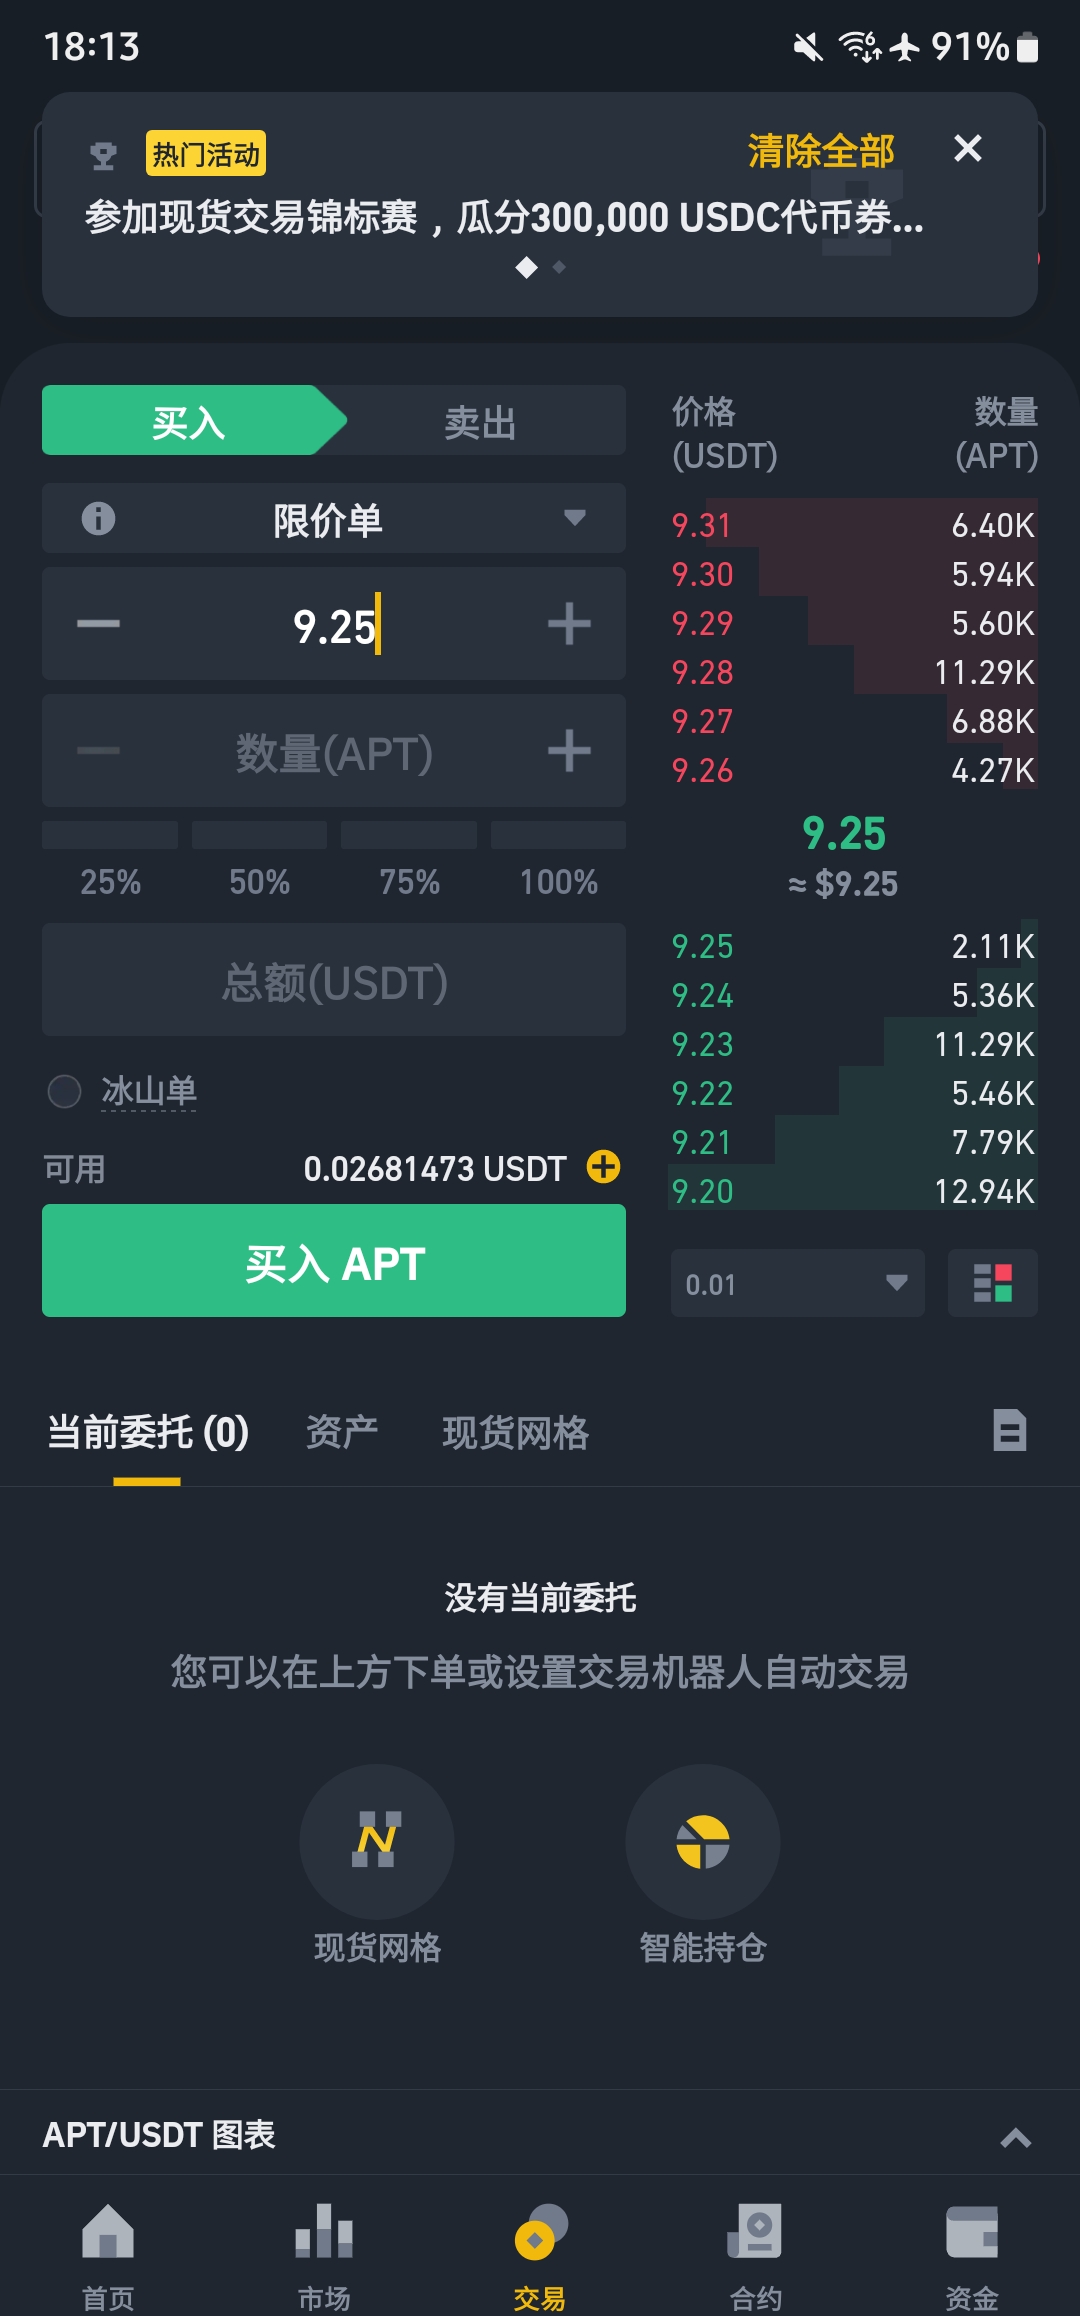 18:13
6
91%
热门活动
清除全部
参加现货交易锦标赛，瓜分300,000 USDC代币券...
买入
卖出
限价单
9.25
数量(APT)
25%
50%
75%
100%
总额(USDT)
冰山单
可用
0.02681473 USDT
买入 APT
价格
(USDT)
数量
(APT)
9.31 6.40K
9.30 5.94K
9.29 5.60K
9.28 11.29K
9.27 6.88K
9.26 4.27K
9.25
≈ $9.25
9.25 2.11K
9.24 5.36K
9.23 11.29K
9.22 5.46K
9.21 7.79K
9.20 12.94K
0.01
当前委托 (0)
资产
现货网格
没有当前委托
您可以在上方下单或设置交易机器人自动交易
现货网格
智能持仓
APT/USDT 图表
首页
市场
交易
合约
资金